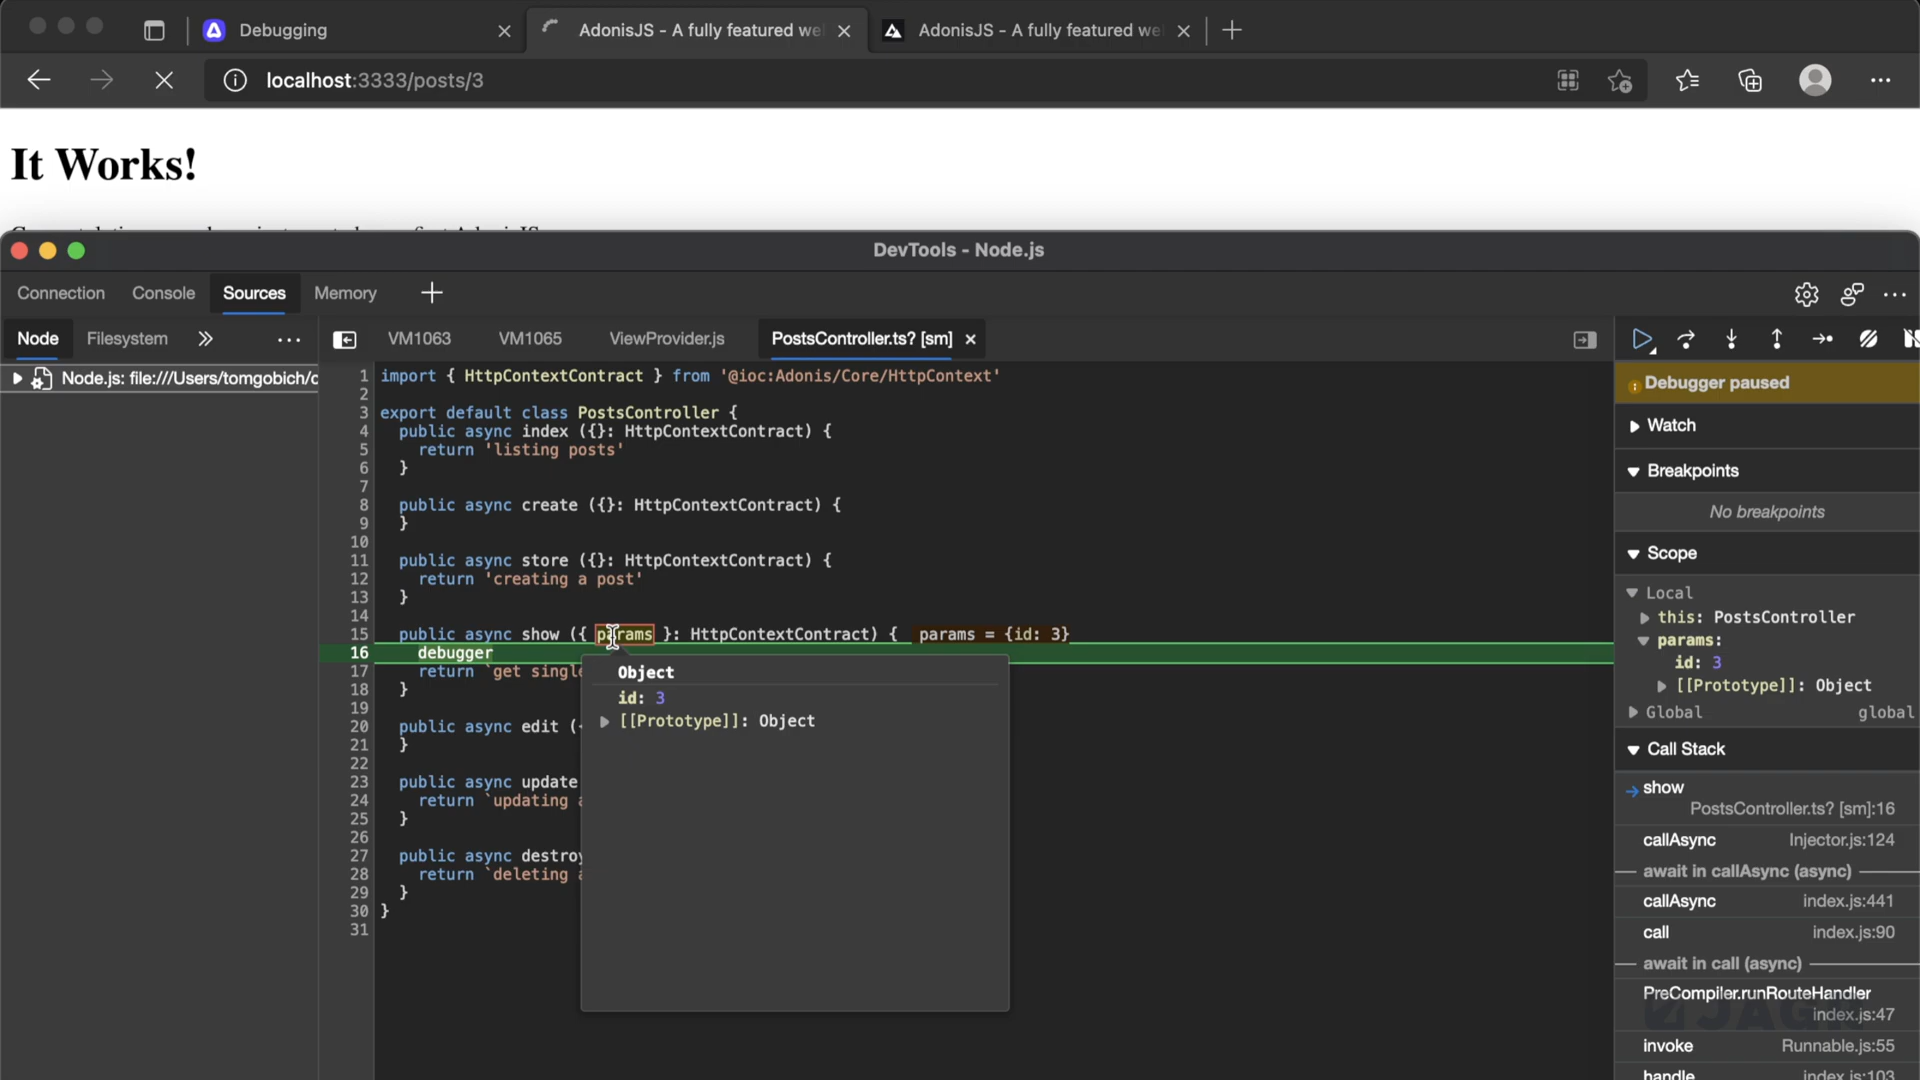 Debugging
AdonisJS - A fully featured we
AdonisJS - A fully featured we
localhost:3333/posts/3
It Works!
DevTools - Node.js
Connection Console Sources Memory
Node Filesystem
VM1063 VM1065 ViewProvider.js PostsController.ts? [sm]
Node.js: file:///Users/tomgobich/c
1 import { HttpContextContract } from '@ioc:Adonis/Core/HttpContext'
2
3 export default class PostsController {
4 public async index ({}: HttpContextContract) {
5 return 'listing posts'
6 }
7
8 public async create ({}: HttpContextContract) {
9 }
10
11 public async store ({}: HttpContextContract) {
12 return 'creating a post'
13 }
14
15 public async show ({ params }: HttpContextContract) { params = {id: 3}
16 debugger
17 return `get single
18 }
19
20 public async edit (
21 }
22
23 public async update
24 return `updating a
25 }
26
27 public async destroy
28 return `deleting a
29 }
30 }
31
Object
id: 3
[[Prototype]]: Object
Debugger paused
Watch
Breakpoints
No breakpoints
Scope
Local
this: PostsController
params:
id: 3
[[Prototype]]: Object
Global global
Call Stack
show
PostsController.ts? [sm]:16
callAsync Injector.js:124
await in callAsync (async)
callAsync index.js:441
call index.js:90
await in call (async)
PreCompiler.runRouteHandler
index.js:47
invoke Runnable.js:55
handle index.js:103